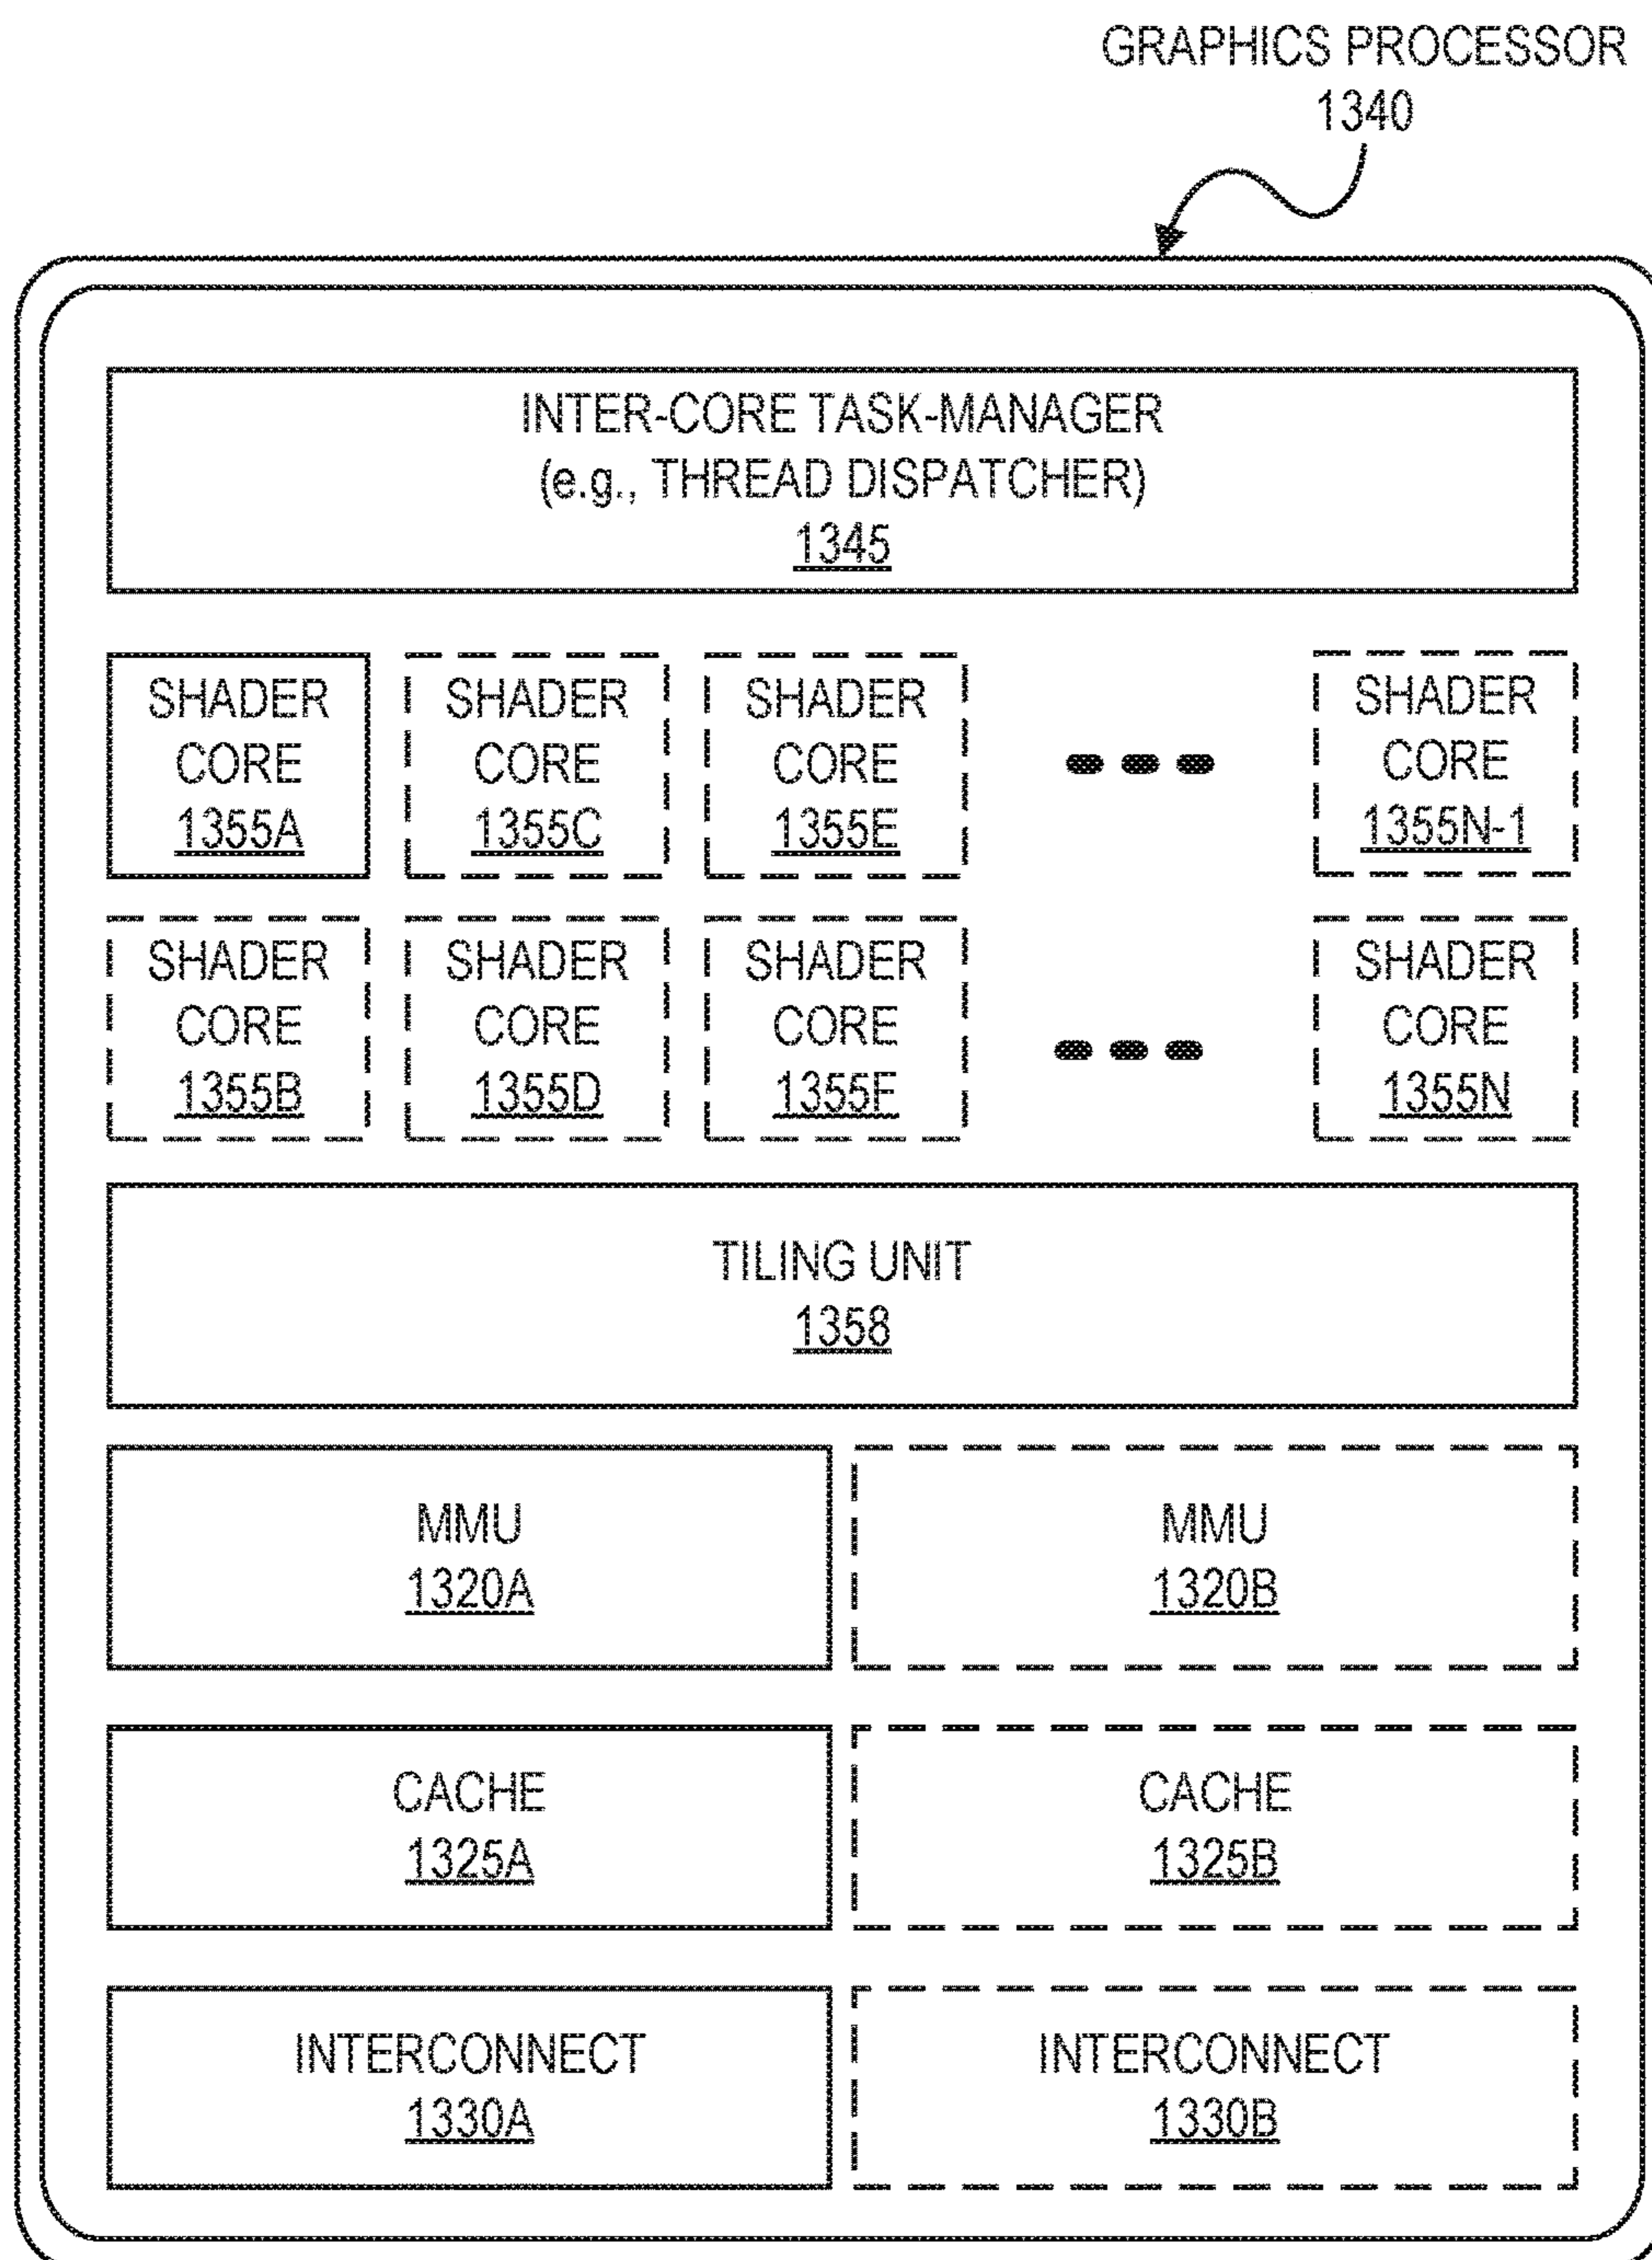 GRAPHICS PROCESSOR
1340
INTER-CORE TASK-MANAGER
(e.g., THREAD DISPATCHER)
1345
SHADER
CORE
1355A
SHADER
CORE
1355C
SHADER
CORE
1355E
SHADER
CORE
1355N-1
SHADER
CORE
1355B
SHADER
CORE
1355D
SHADER
CORE
1355F
SHADER
CORE
1355N
TILING UNIT
1358
MMU
1320A
MMU
1320B
CACHE
1325A
CACHE
1325B
INTERCONNECT
1330A
INTERCONNECT
1330B